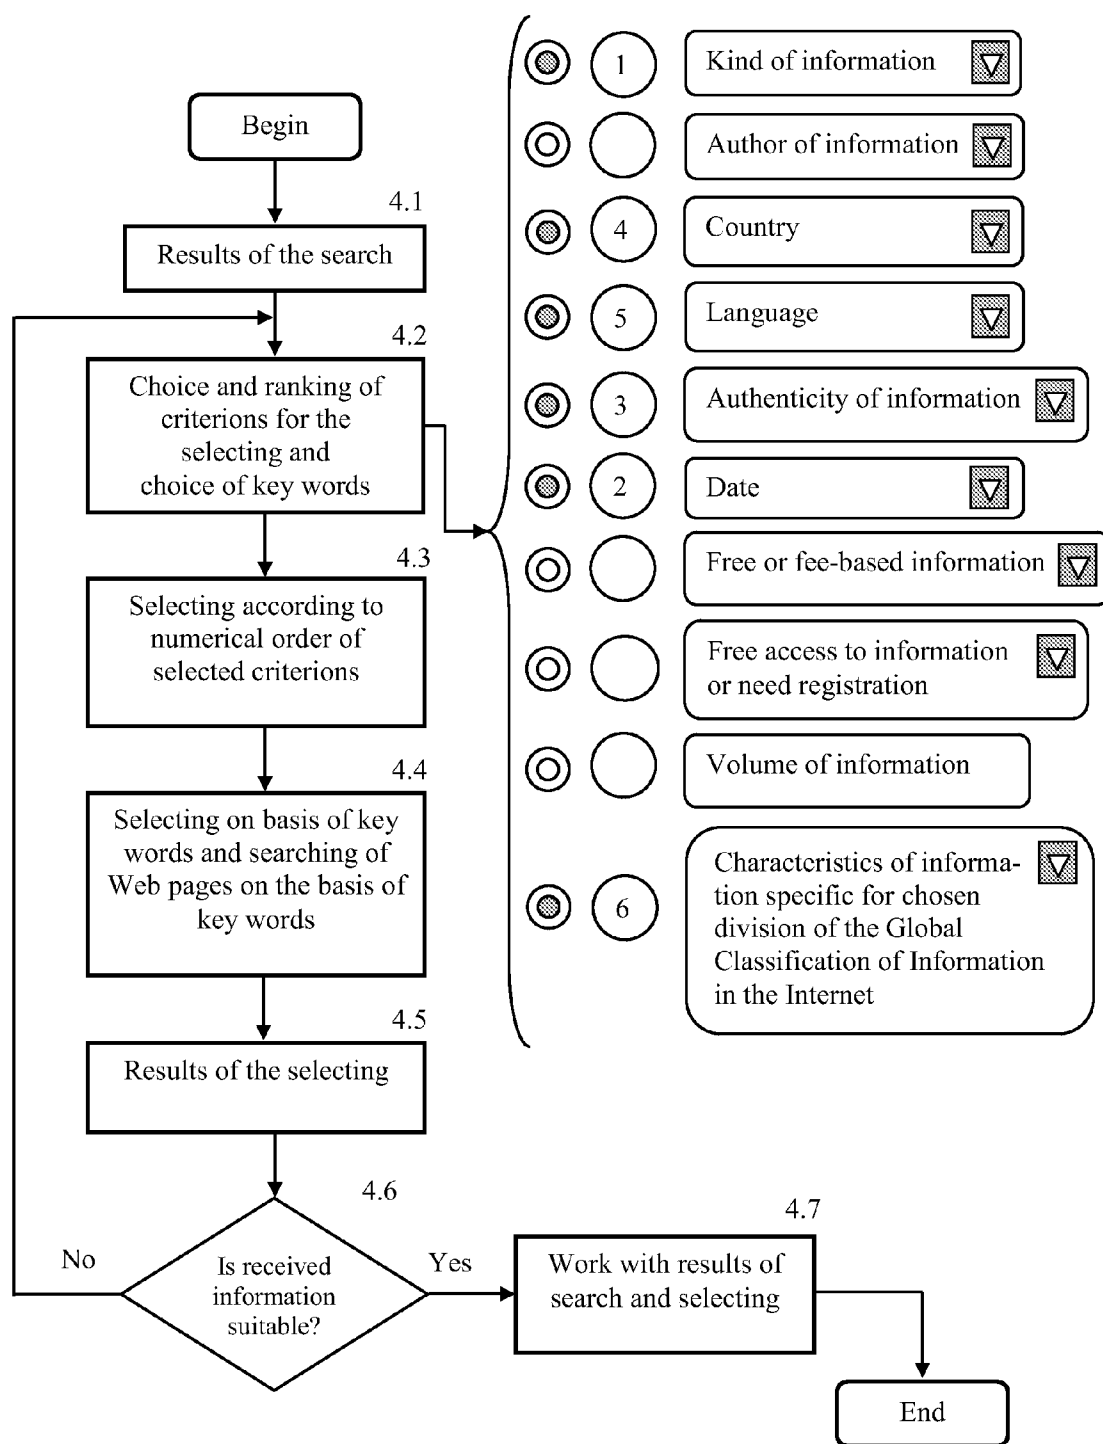 Begin
4.1
Results of the search
4.2
Choice and ranking of
criterions for the
selecting and
choice of key words
4.3
Selecting according to
numerical order of
selected criterions
4.4
Selecting on basis of key
words and searching of
Web pages on the basis of
key words
4.5
Results of the selecting
4.6
Is received
information
suitable?
No
Yes
4.7
Work with results of
search and selecting
End
1
Kind of information
Author of information
4
Country
5
Language
3
Authenticity of information
2
Date
Free or fee-based information
Free access to information
or need registration
Volume of information
6
Characteristics of informa-
tion specific for chosen
division of the Global
Classification of Information
in the Internet